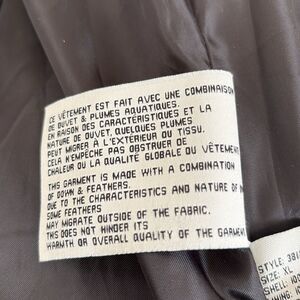 CE VÊTEMENT EST FAIT AVEC UNE COMBINAISON
DE DUVET & PLUMES AQUATIQUES.
EN RAISON DES CARACTÉRISTIQUES ET LA
NATURE DE DUVET, QUELQUES PLUMES
PEUT MIGRER À L'EXTÉRIEUR DU TISSU.
CELA N'EMPÊCHE PAS OBSTRUER DE
CHALEUR OU LA QUALITÉ GLOBALE DU VÊTEMENT
THIS GARMENT IS MADE WITH A COMBINATION
OF DOWN & FEATHERS.
DUE TO THE CHARACTERISTICS AND NATURE OF
SOME FEATHERS
MAY MIGRATE OUTSIDE OF THE FABRIC.
THIS DOES NOT HINDER ITS
WARMTH OR OVERALL QUALITY OF THE GARMENT
STYLE:
SIZE: XL
SHELL: